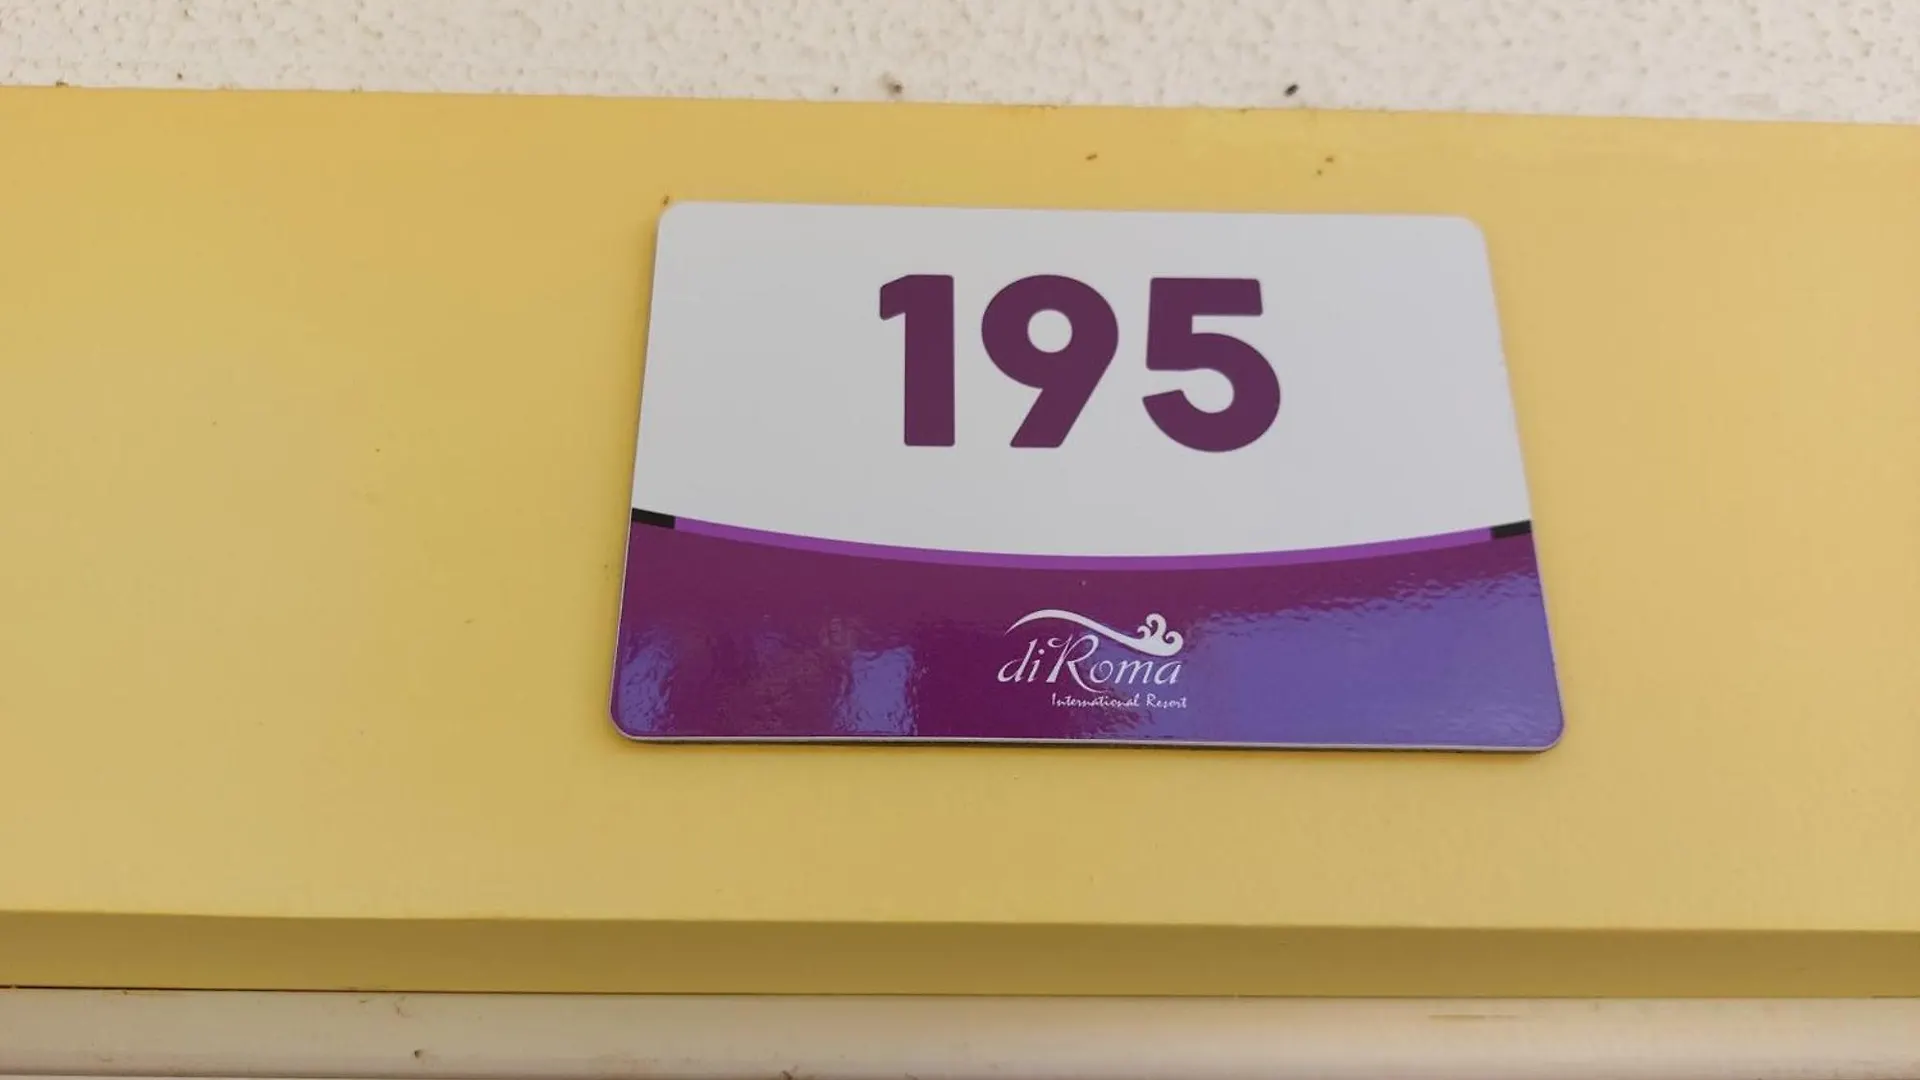 195
diRoma
International Resort